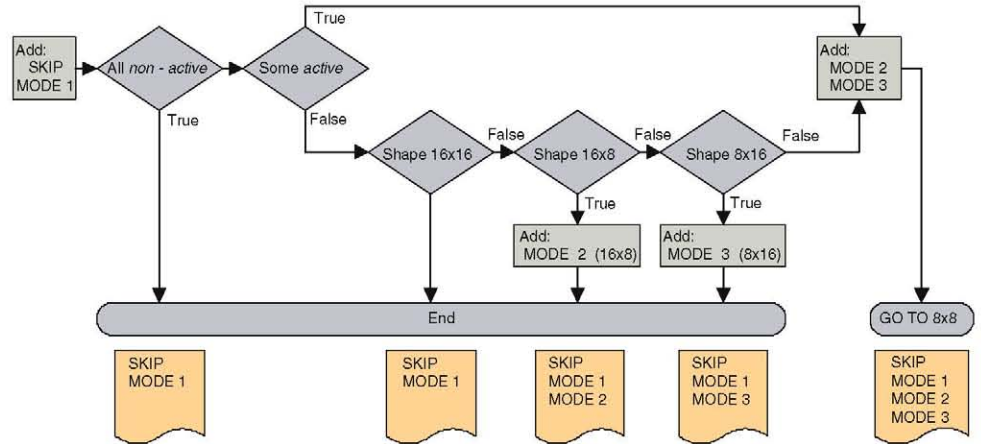 True
Add:
SKIP
MODE 1
All non - active
Some active
Add:
MODE 2
MODE 3
True
False
False
False
False
Shape 16x16
Shape 16x8
Shape 8x16
True
True
Add:
MODE 2 (16x8)
Add:
MODE 3 (8x16)
End
GO TO 8x8
SKIP
MODE 1
SKIP
MODE 1
SKIP
MODE 1
MODE 2
SKIP
MODE 1
MODE 3
SKIP
MODE 1
MODE 2
MODE 3